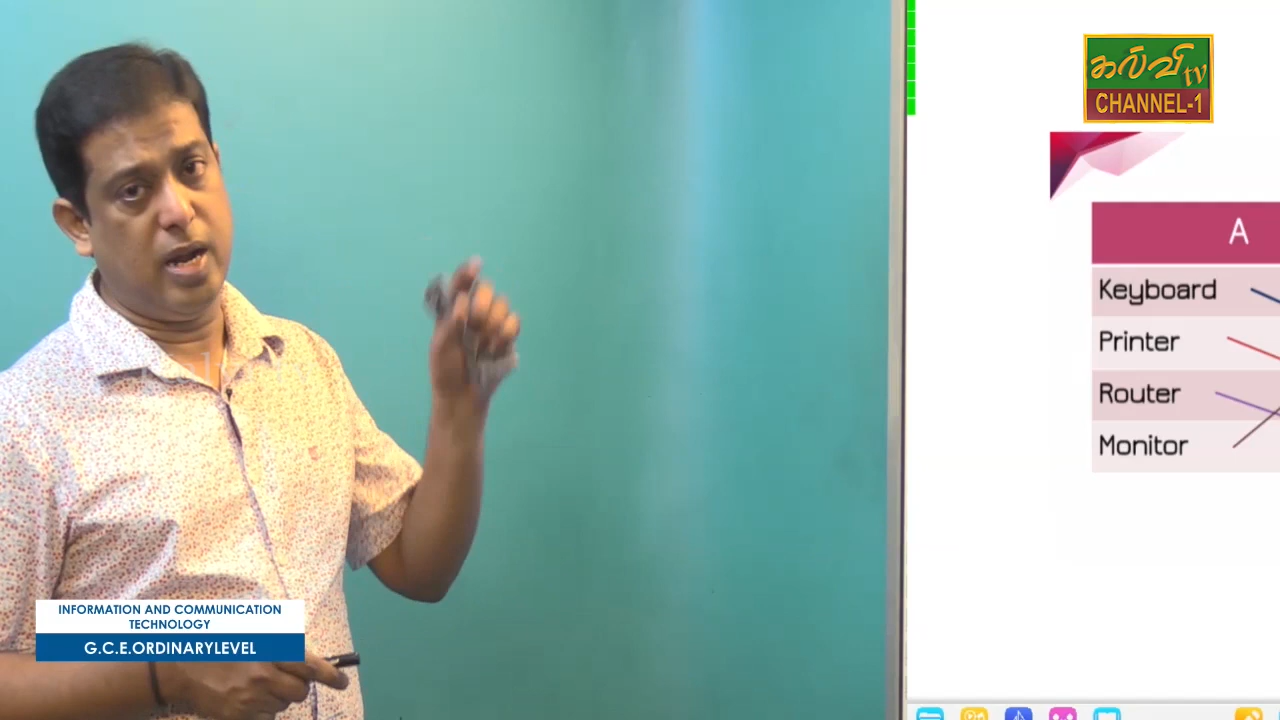 கல்வி tv
CHANNEL-1
A
Keyboard
Printer
Router
Monitor
INFORMATION AND COMMUNICATION
TECHNOLOGY
G.C.E.ORDINARYLEVEL